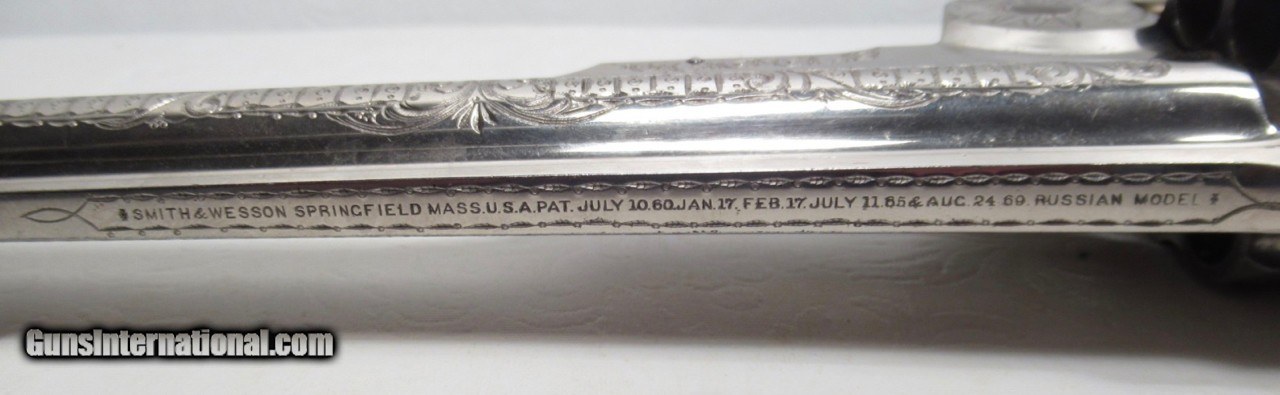 SMITH & WESSON SPRINGFIELD MASS. U.S.A. PAT. JULY 10. 60. JAN. 17, FEB. 17. JULY 11. 65 & AUG. 24 69. RUSSIAN MODEL
GunsInternational.com